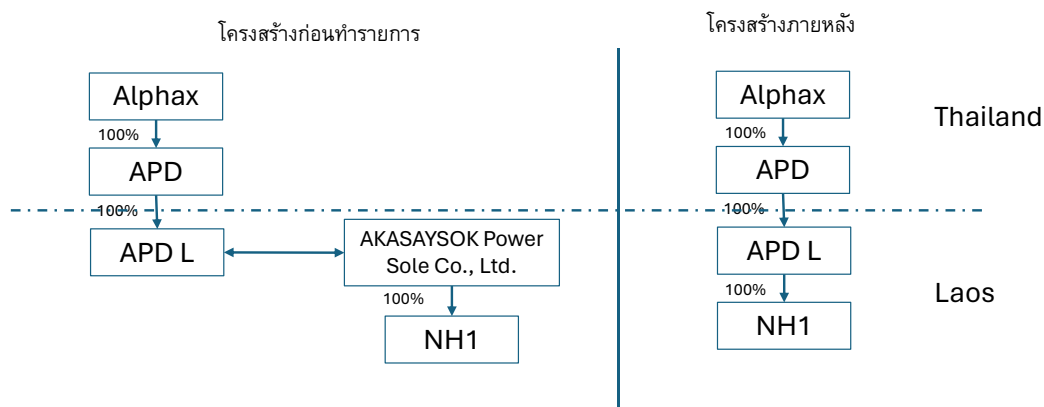 โครงสร้างก่อนทำรายการ
Alphax
100%
APD
100%
APD L
AKASAYSOK Power
Sole Co., Ltd.
100%
NH1
โครงสร้างภายหลัง
Alphax
100%
APD
100%
APD L
100%
NH1
Thailand
Laos